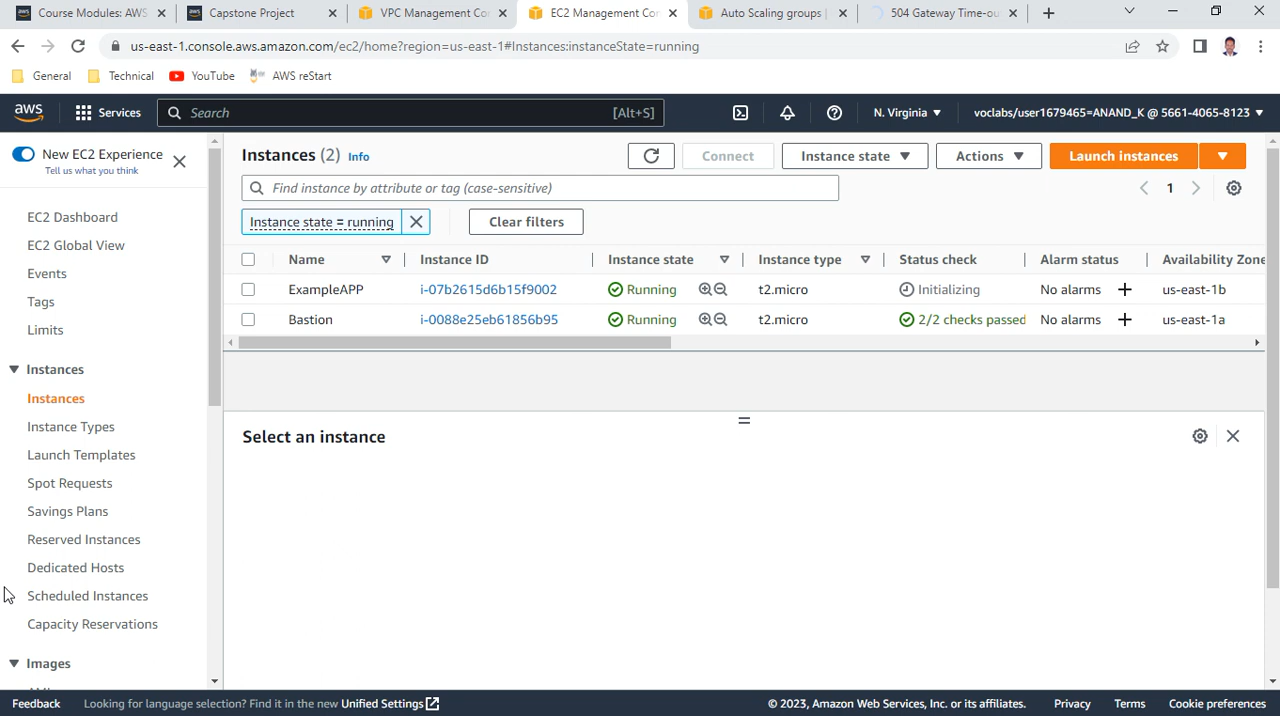 Course Modules: AWS
Capstone Project
VPC Management Co
EC2 Management Co
Auto Scaling groups |
504 Gateway Time-ou
us-east-1.console.aws.amazon.com/ec2/home?region=us-east-1#Instances:instanceState=running
General
Technical
YouTube
AWS reStart
aws
Services
Search
[Alt+S]
N. Virginia
voclabs/user1679465=ANAND_K @ 5661-4065-8123
New EC2 Experience
Tell us what you think
EC2 Dashboard
EC2 Global View
Events
Tags
Limits
Instances
Instances
Instance Types
Launch Templates
Spot Requests
Savings Plans
Reserved Instances
Dedicated Hosts
Scheduled Instances
Capacity Reservations
Images
Instances (2) Info
Connect
Instance state
Actions
Launch instances
Find instance by attribute or tag (case-sensitive)
1
Instance state = running
Clear filters
Name Instance ID Instance state Instance type Status check Alarm status Availability Zone
ExampleAPP i-07b2615d6b15f9002 Running t2.micro Initializing No alarms us-east-1b
Bastion i-0088e25eb61856b95 Running t2.micro 2/2 checks passed No alarms us-east-1a
Select an instance
Feedback
Looking for language selection? Find it in the new Unified Settings
© 2023, Amazon Web Services, Inc. or its affiliates.
Privacy
Terms
Cookie preferences